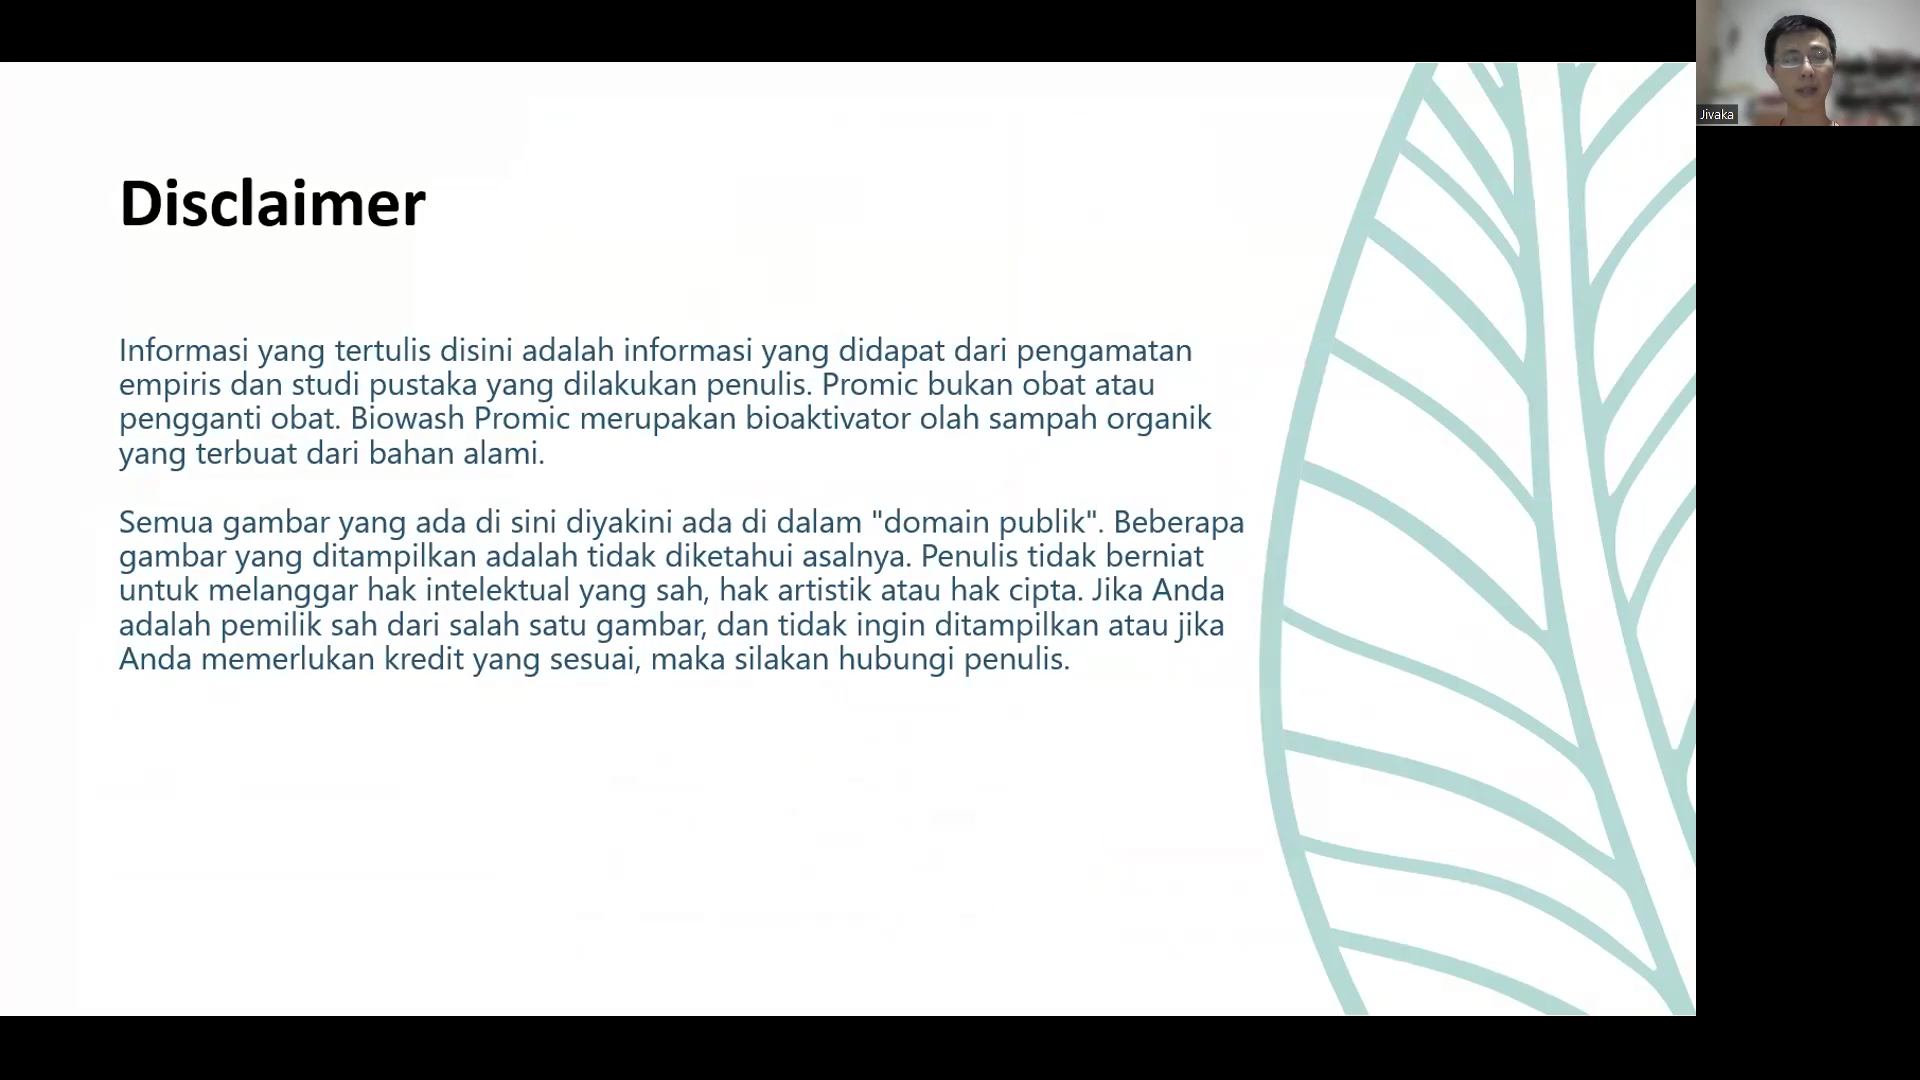 Jivaka
Disclaimer
Informasi yang tertulis disini adalah informasi yang didapat dari pengamatan
empiris dan studi pustaka yang dilakukan penulis. Promic bukan obat atau
pengganti obat. Biowash Promic merupakan bioaktivator olah sampah organik
yang terbuat dari bahan alami.
Semua gambar yang ada di sini diyakini ada di dalam "domain publik". Beberapa
gambar yang ditampilkan adalah tidak diketahui asalnya. Penulis tidak berniat
untuk melanggar hak intelektual yang sah, hak artistik atau hak cipta. Jika Anda
adalah pemilik sah dari salah satu gambar, dan tidak ingin ditampilkan atau jika
Anda memerlukan kredit yang sesuai, maka silakan hubungi penulis.